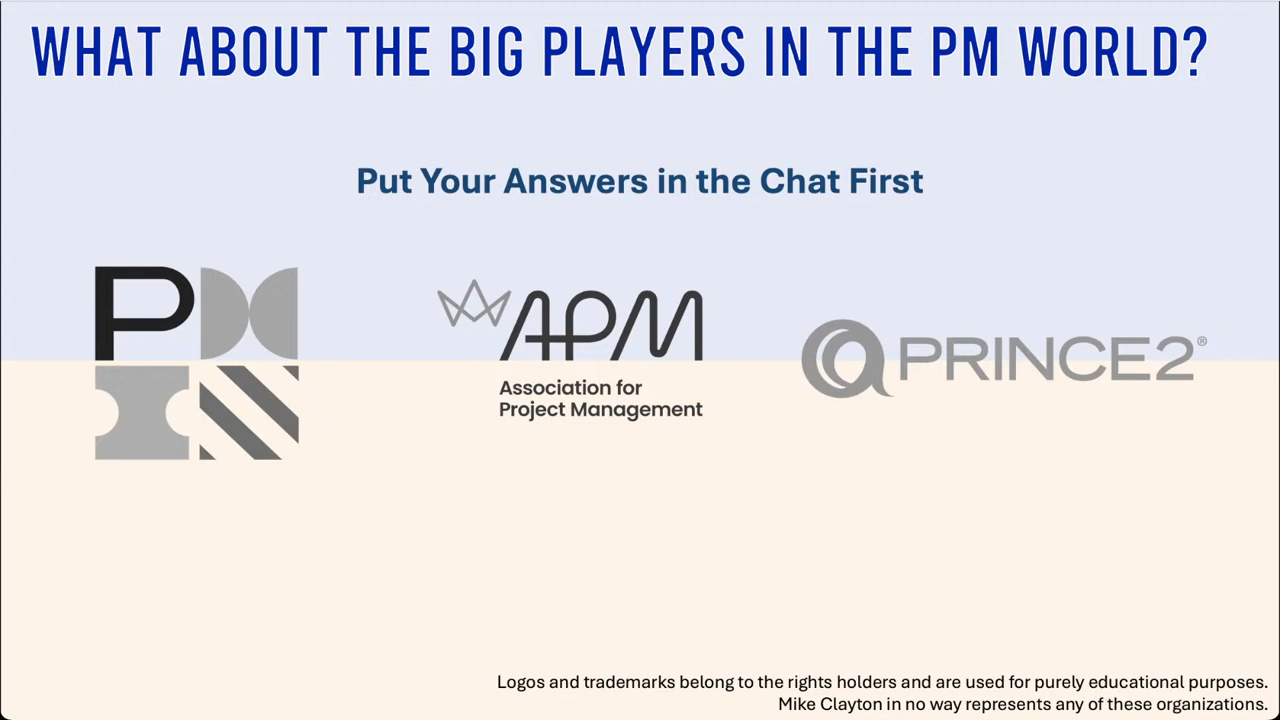 WHAT ABOUT THE BIG PLAYERS IN THE PM WORLD?
Put Your Answers in the Chat First
PMI
APM
Association for
Project Management
PRINCE2®
Logos and trademarks belong to the rights holders and are used for purely educational purposes.
Mike Clayton in no way represents any of these organizations.